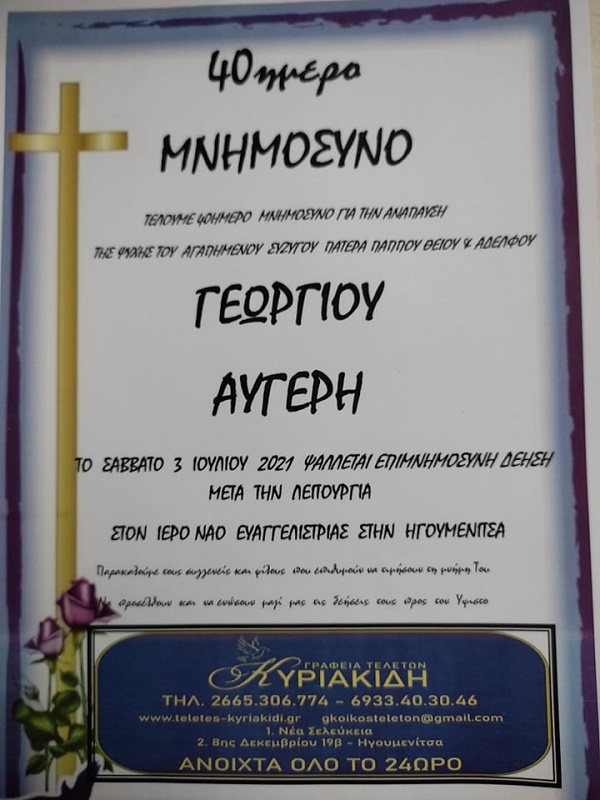 40ημερο
ΜΝΗΜΟΣΥΝΟ
ΤΕΛΟΥΜΕ 40ΗΜΕΡΟ ΜΝΗΜΟΣΥΝΟ ΓΙΑ ΤΗΝ ΑΝΑΠΑΥΣΗ
ΤΗΣ ΨΥΧΗΣ ΤΟΥ ΑΓΑΠΗΜΕΝΟΥ ΣΥΖΥΓΟΥ ΠΑΤΕΡΑ ΠΑΠΠΟΥ ΘΕΙΟΥ & ΑΔΕΛΦΟΥ
ΓΕΩΡΓΙΟΥ
ΑΥΓΕΡΗ
ΤΟ ΣΑΒΒΑΤΟ 3 ΙΟΥΛΙΟΥ 2021 ΨΑΛΛΕΤΑΙ ΕΠΙΜΝΗΜΟΣΥΝΗ ΔΕΗΣΗ
ΜΕΤΑ ΤΗΝ ΛΕΙΤΟΥΡΓΙΑ
ΣΤΟΝ ΙΕΡΟ ΝΑΟ ΕΥΑΓΓΕΛΙΣΤΡΙΑΣ ΣΤΗΝ ΗΓΟΥΜΕΝΙΤΣΑ
Παρακαλούμε τους συγγενείς και φίλους που επιθυμούν να τιμήσουν τη μνήμη Του
Να προσέλθουν και να ενώσουν μαζί μας τις δεήσεις τους προς τον Υψιστο
ΓΡΑΦΕΙΑ ΤΕΛΕΤΩΝ
ΚΥΡΙΑΚΙΔΗ
ΤΗΛ. 2665.306.774 - 6933.40.30.46
www.teletes-kyriakidi.gr gkoikosteleton@gmail.com
1. Νέα Σελεύκεια
2. 8ης Δεκεμβρίου 19β - Ηγουμενίτσα
ΑΝΟΙΧΤΑ ΟΛΟ ΤΟ 24ΩΡΟ